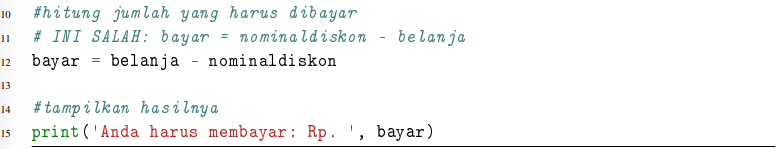 10 #hitung jumlah yang harus dibayar
11 # INI SALAH: bayar = nominaldiskon - belanja
12 bayar = belanja - nominaldiskon
13
14 #tampilkan hasilnya
15 print('Anda harus membayar: Rp. ', bayar)